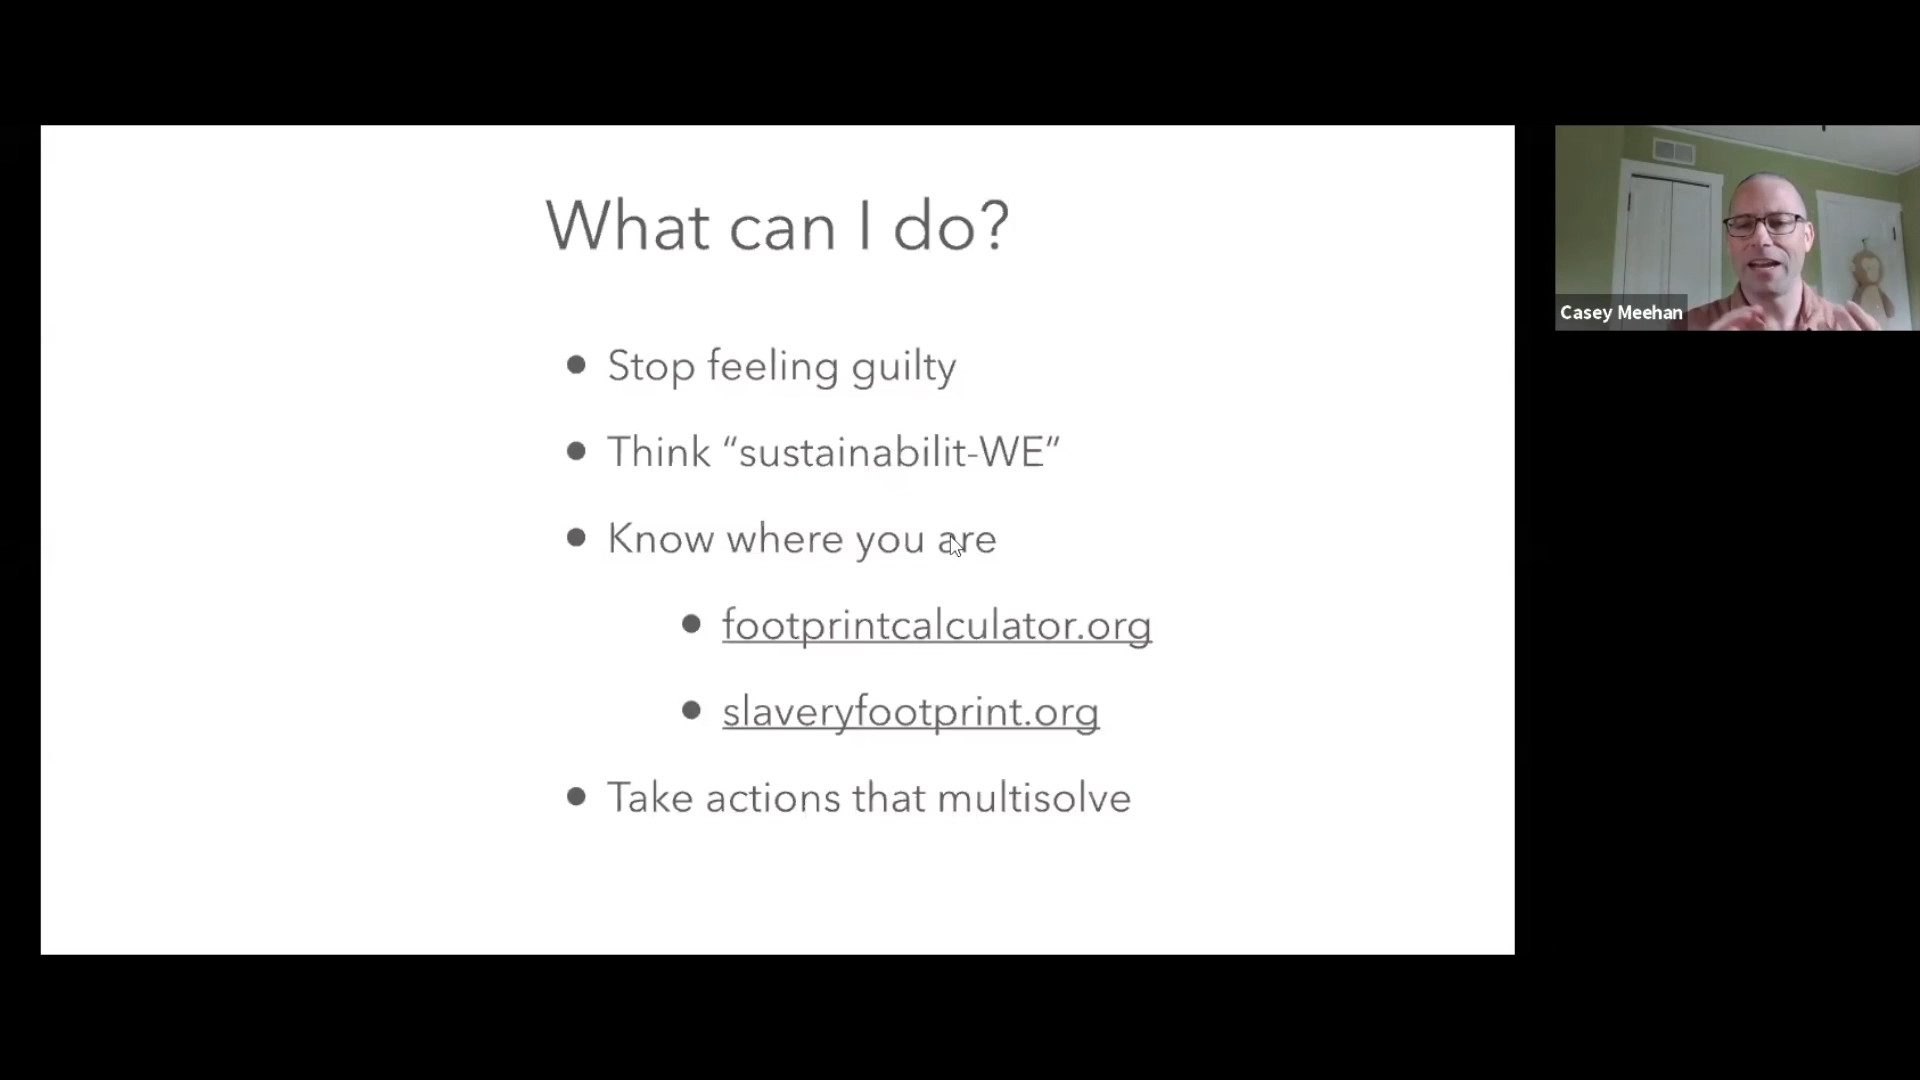 What can I do?
• Stop feeling guilty
• Think “sustainabilit-WE”
• Know where you are
• footprintcalculator.org
• slaveryfootprint.org
• Take actions that multisolve
Casey Meehan